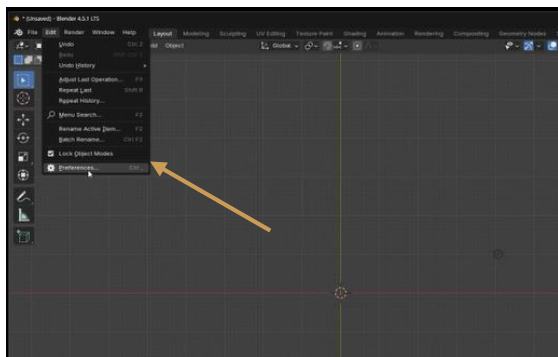 * (Unsaved) - Blender 4.5.1 LTS
File Edit Render Window Help Layout Modeling Sculpting UV Editing Texture Paint Shading Animation Rendering Compositing Geometry Nodes
Undo Ctrl Z
Object Global
Undo History
Adjust Last Operation... F9
Repeat Last Shift R
Repeat History...
Menu Search... F3
Rename Active Item... F2
Batch Rename... Ctrl F2
Lock Object Modes
Preferences... Ctrl ,